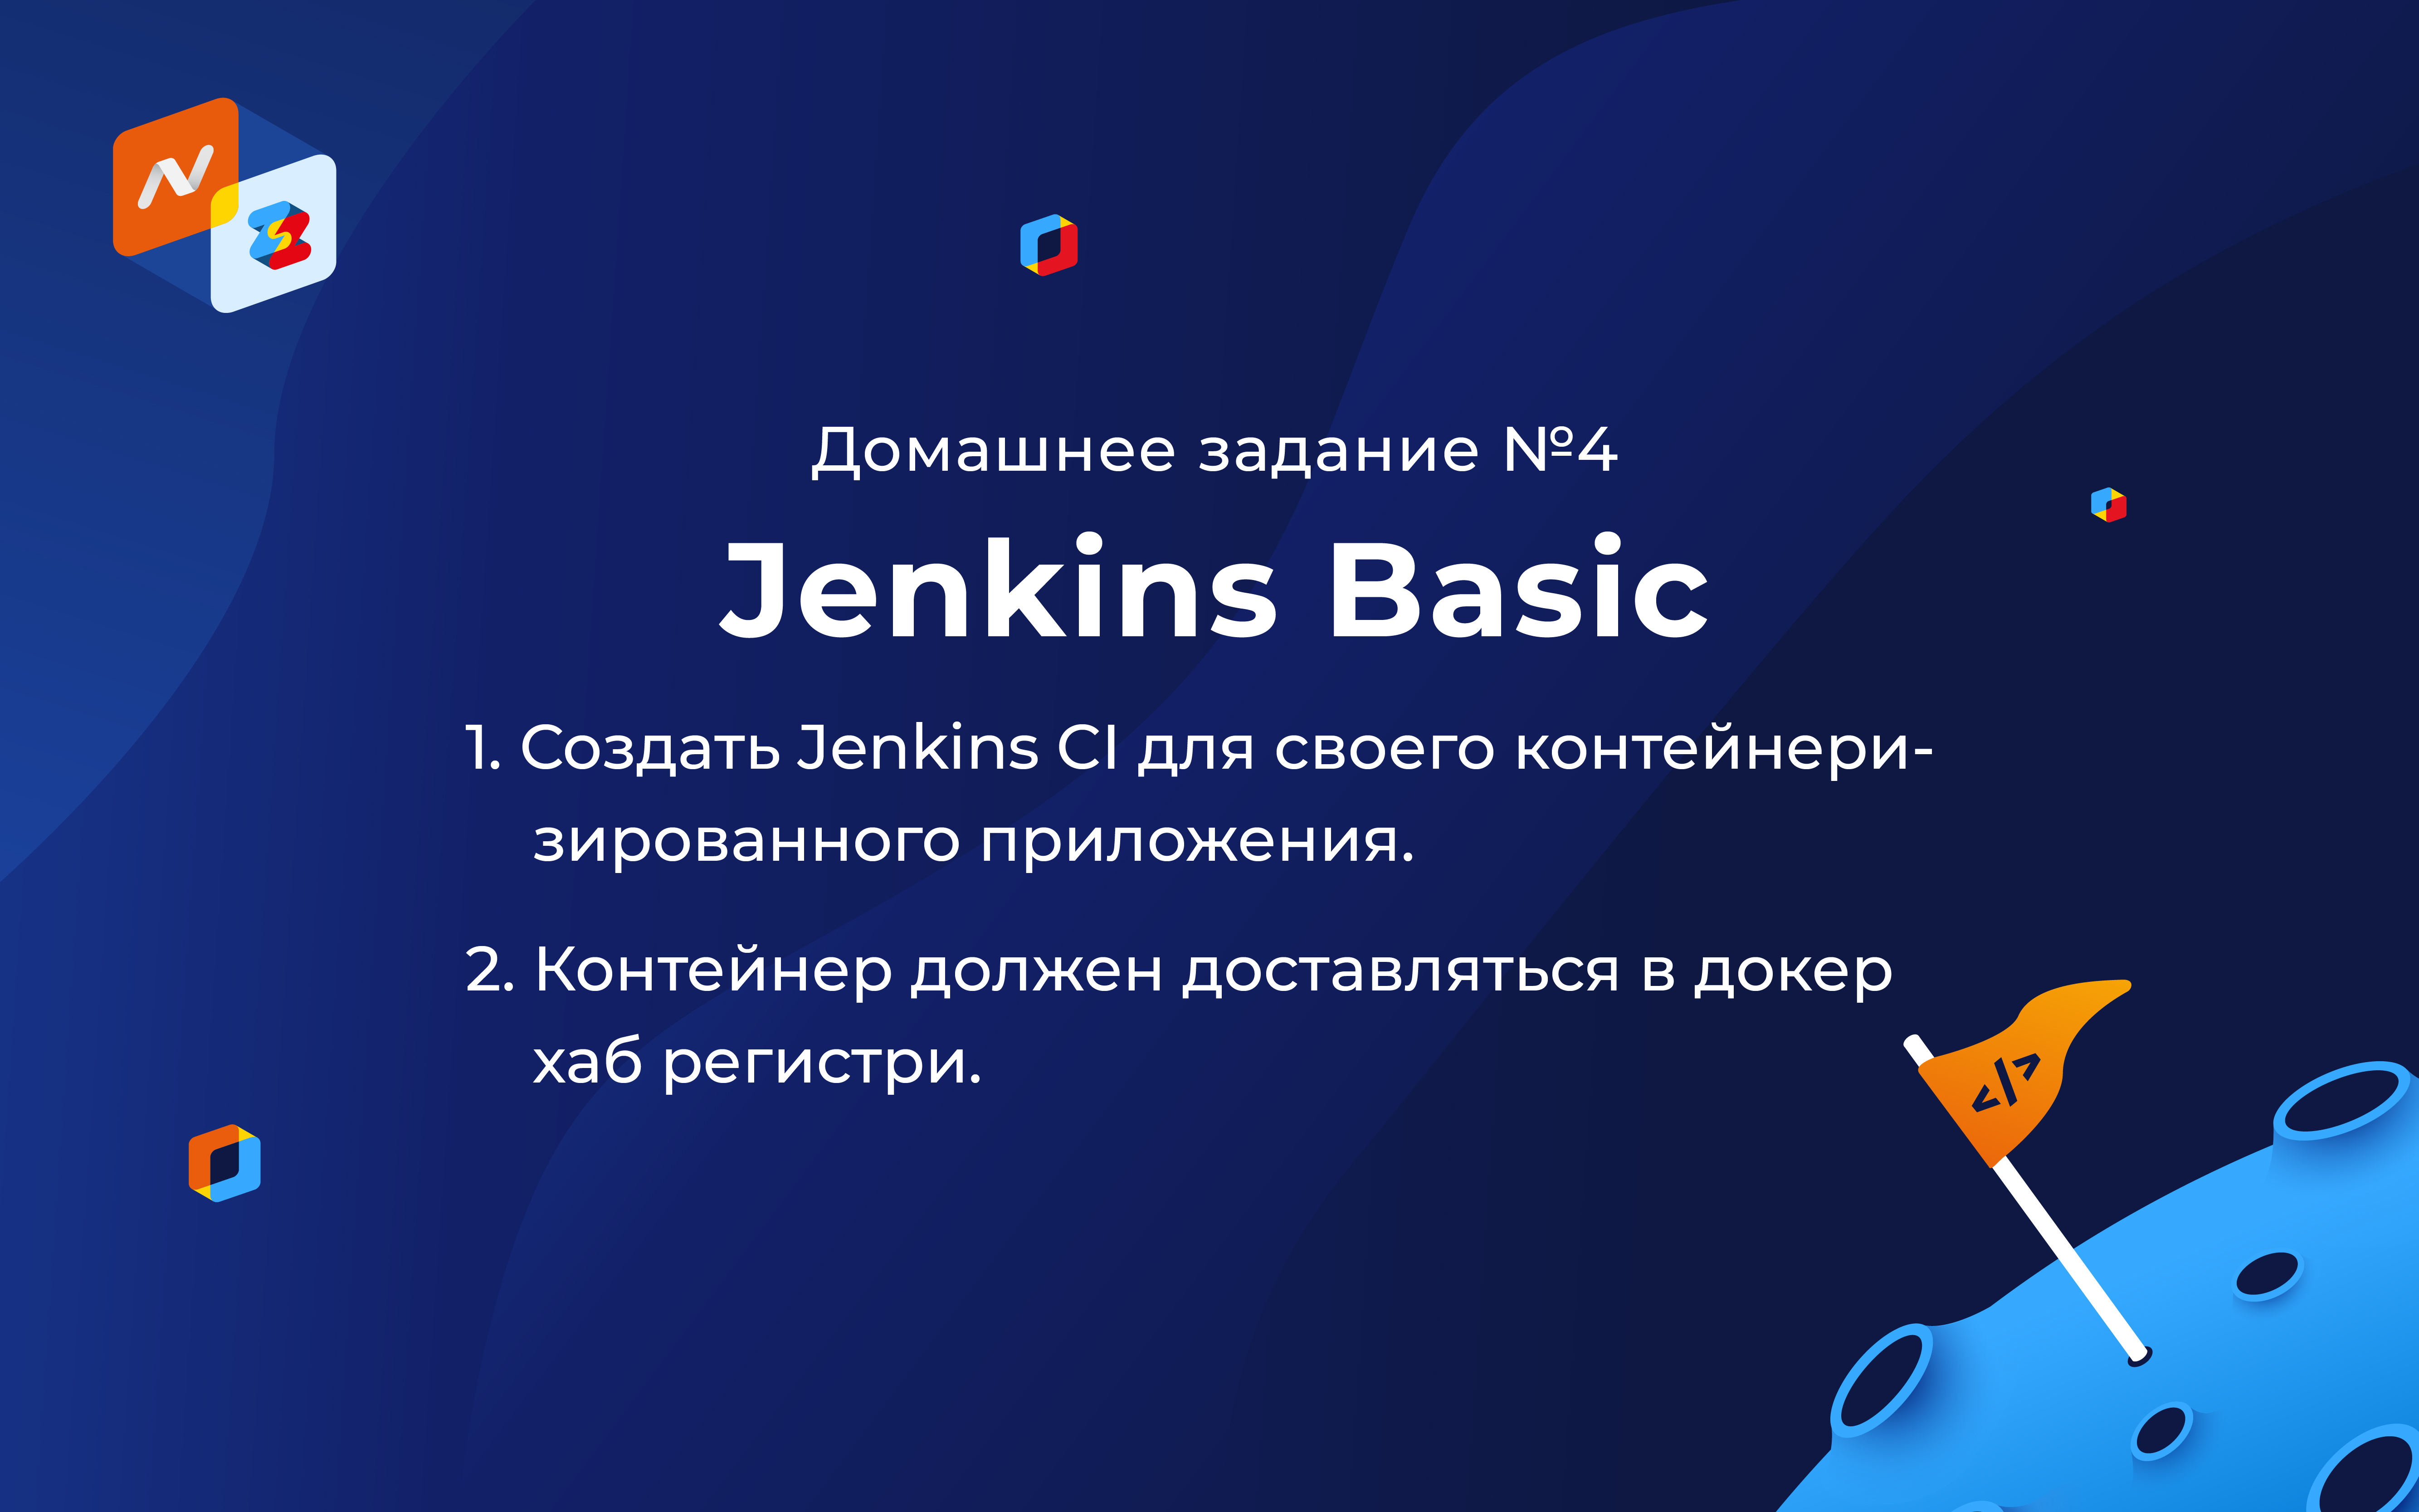 Домашнее задание №4
Jenkins Basic
1. Создать Jenkins CI для своего контейнери-
зированного приложения.
2. Контейнер должен доставляться в докер
хаб регистри.
</>